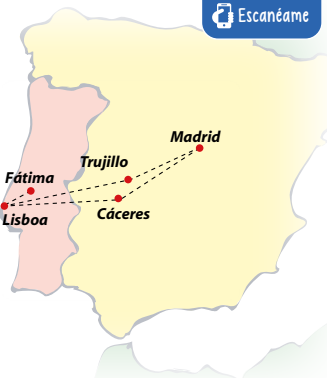 Escanéame
Madrid
Trujillo
Fátima
Cáceres
Lisboa